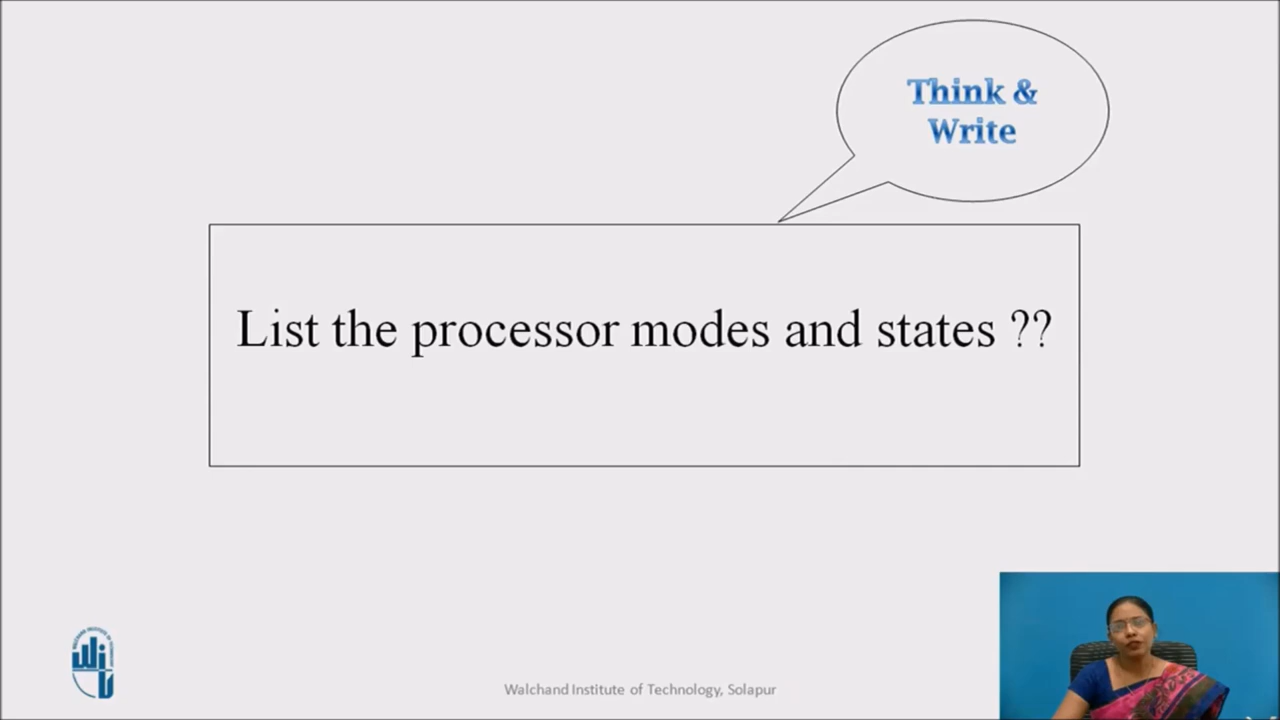 Think &
Write
List the processor modes and states ??
Walchand Institute of Technology, Solapur